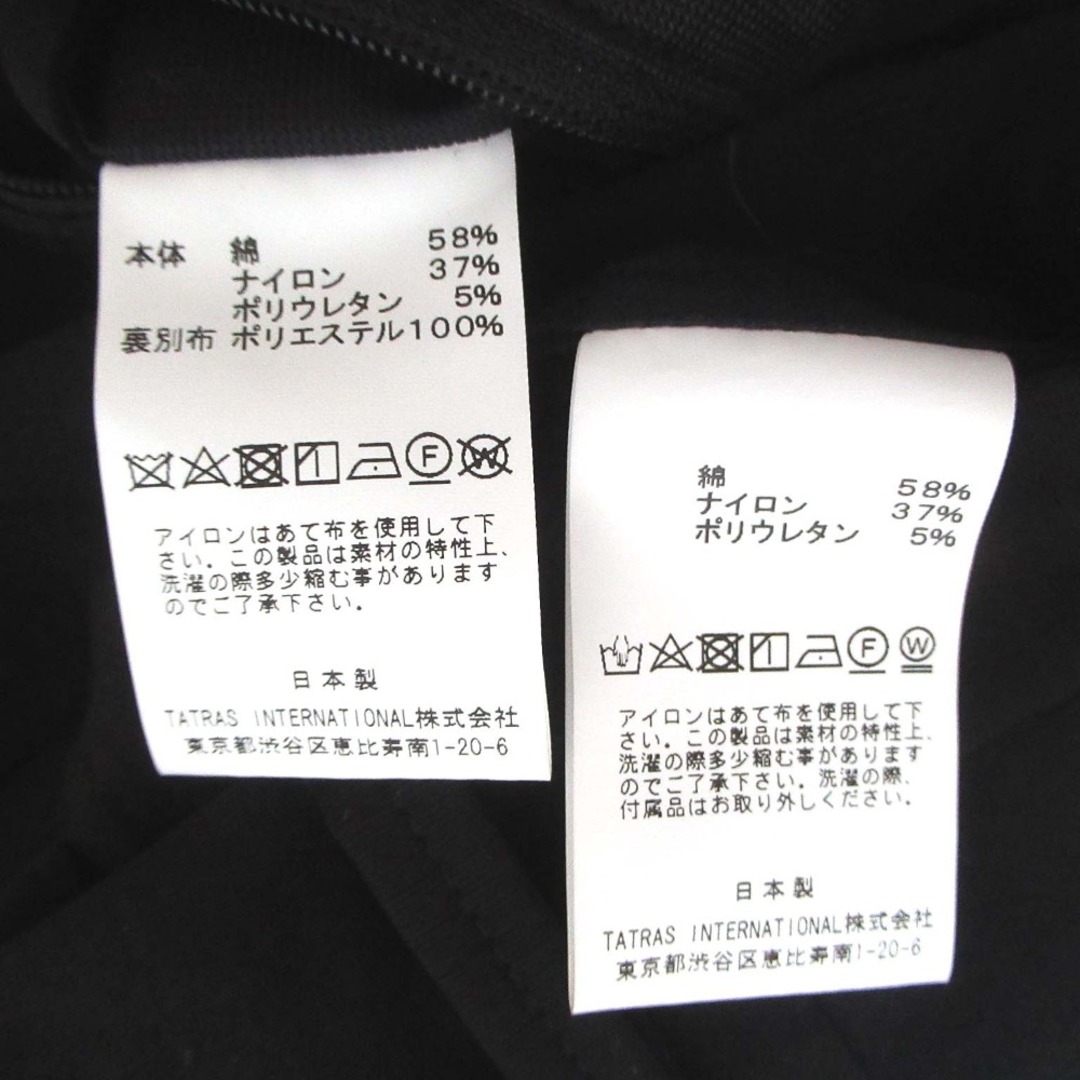 本体 綿 58%
ナイロン 37%
ポリウレタン 5%
裏別布 ポリエステル100%
F W
アイロンはあて布を使用して下
さい。この製品は素材の特性上、
洗濯の際多少縮む事があります
のでご了承下さい。
日本製
TATRAS INTERNATIONAL株式会社
東京都渋谷区恵比寿南1-20-6
綿 58%
ナイロン 37%
ポリウレタン 5%
F W
アイロンはあて布を使用して下
さい。この製品は素材の特性上、
洗濯の際多少縮む事があります
のでご了承下さい。洗濯の際、
付属品はお取り外しください。
日本製
TATRAS INTERNATIONAL株式会社
東京都渋谷区恵比寿南1-20-6